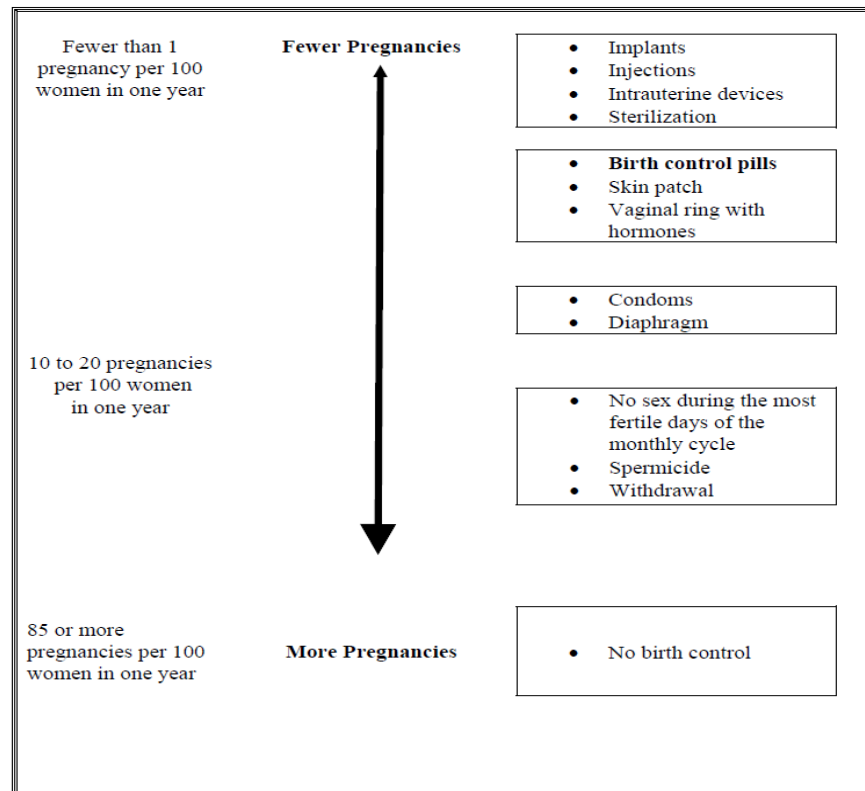 Fewer than 1
pregnancy per 100
women in one year
Fewer Pregnancies
• Implants
• Injections
• Intrauterine devices
• Sterilization
• Birth control pills
• Skin patch
• Vaginal ring with
hormones
• Condoms
• Diaphragm
10 to 20 pregnancies
per 100 women
in one year
• No sex during the most
fertile days of the
monthly cycle
• Spermicide
• Withdrawal
85 or more
pregnancies per 100
women in one year
More Pregnancies
• No birth control